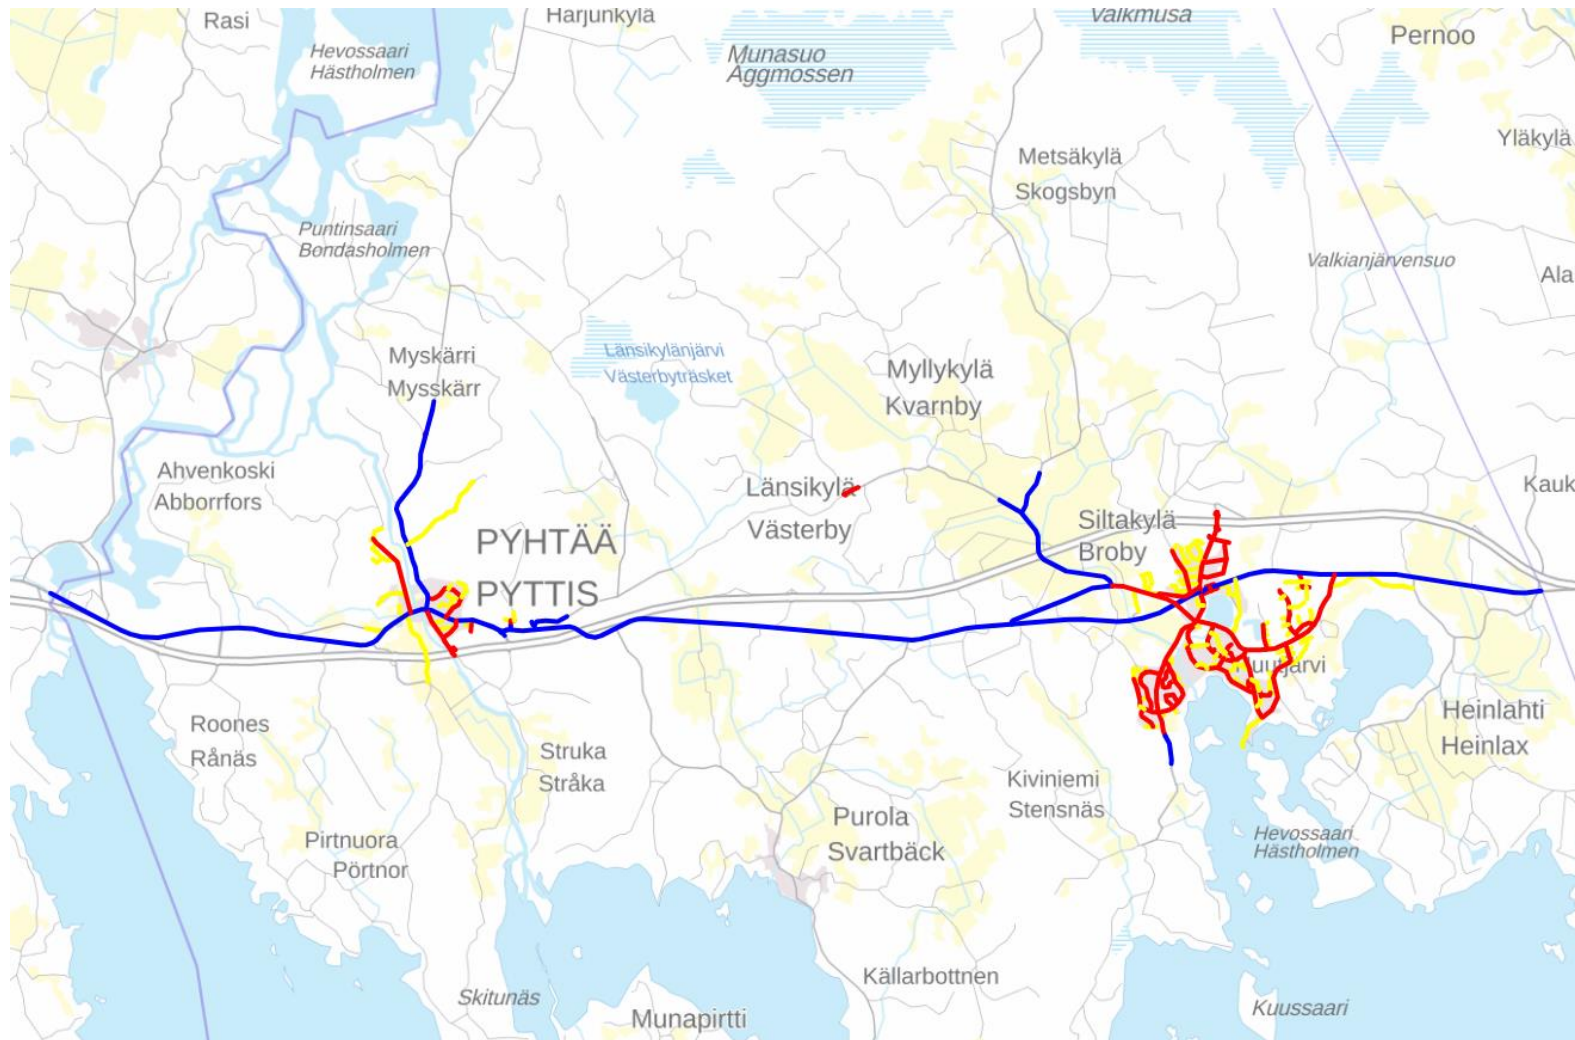 Rasi
Harjunkylä
Valkmusa
Pernoo
Hevossaari
Hästholmen
Munasuo
Aggmossen
Yläkylä
Metsäkylä
Skogsbyn
Puntinsaari
Bondasholmen
Valkianjärvensuo
Ala
Myskärri
Mysskärr
Länsikylänjärvi
Västerbyträsket
Myllykylä
Kvarnby
Ahvenkoski
Abborrfors
Länsikylä
Västerby
Kauk
PYHTÄÄ
PYTTIS
Siltakylä
Broby
Huutjärvi
Roones
Rånäs
Struka
Stråka
Heinlahti
Heinlax
Kiviniemi
Stensnäs
Purola
Svartbäck
Pirtnuora
Pörtnor
Hevossaari
Hästholmen
Källarbottnen
Skitunäs
Munapirtti
Kuussaari